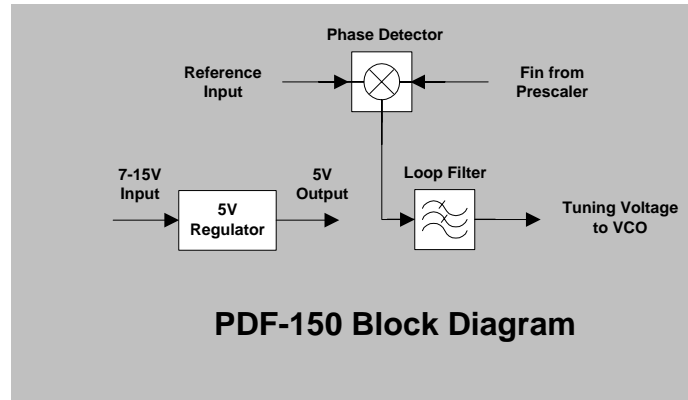 Phase Detector
Reference
Input
Fin from
Prescaler
7-15V
Input
5V
Output
Loop Filter
5V
Regulator
Tuning Voltage
to VCO
PDF-150 Block Diagram